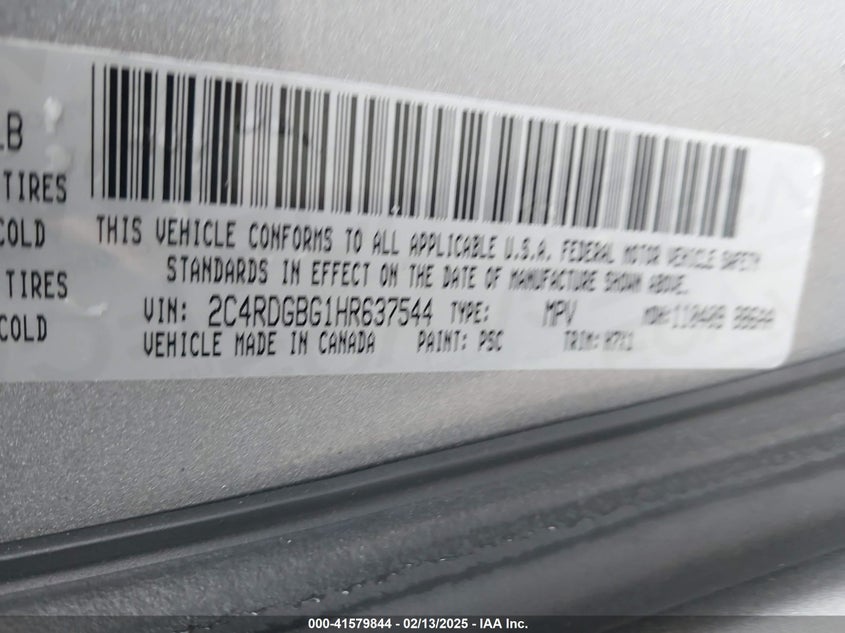 LB
TIRES
COLD
TIRES
COLD
THIS VEHICLE CONFORMS TO ALL APPLICABLE U.S.A. FEDERAL MOTOR VEHICLE SAFETY
STANDARDS IN EFFECT ON THE DATE OF MANUFACTURE SHOWN ABOVE.
VIN: 2C4RDGBG1HR637544 TYPE: MPV MDH:
VEHICLE MADE IN CANADA PAINT: PSC TRIM:
000-41579844 - 02/13/2025 - IAA Inc.